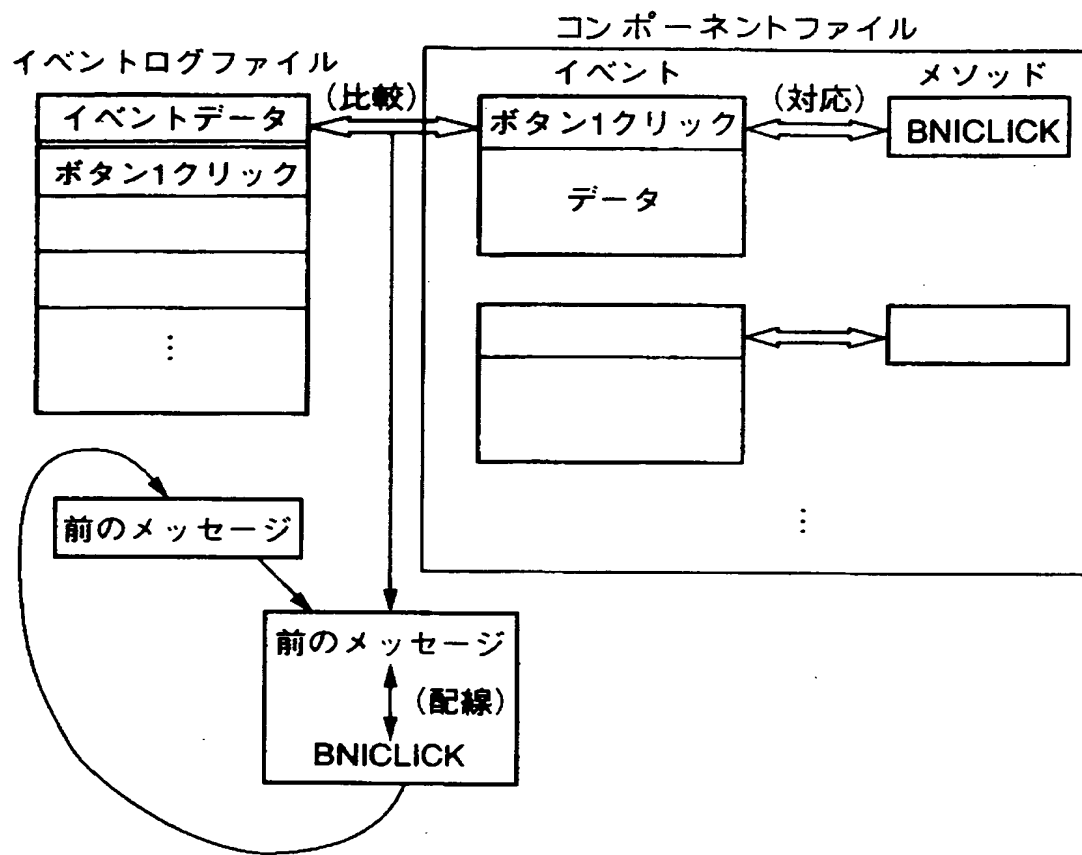 コンポーネントファイル
イベントログファイル
イベント
メソッド
イベントデータ
(比較)
ボタン1クリック
(対応)
BNICLICK
ボタン1クリック
データ
⋮
⋮
前のメッセージ
前のメッセージ
(配線)
BNICLICK